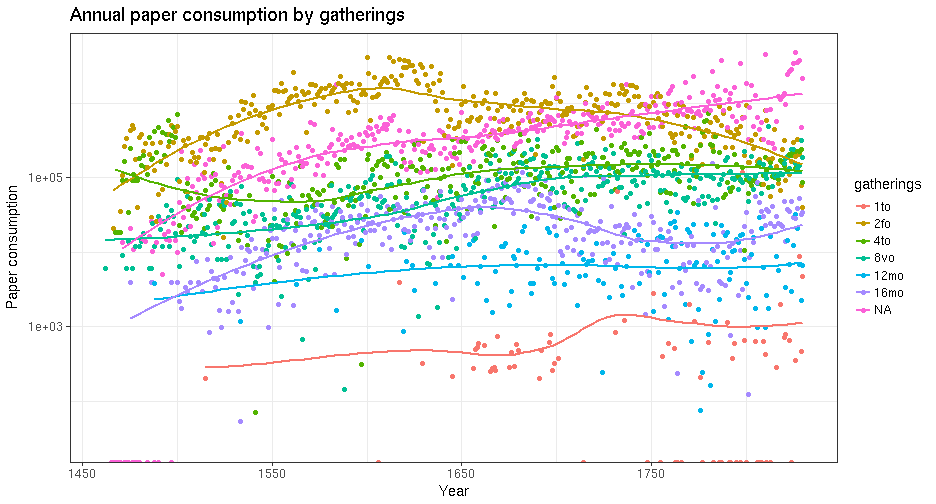 Annual paper consumption by gatherings
Paper consumption
1e+05
1e+03
1450
1550
1650
1750
Year
gatherings
1to
2fo
4to
8vo
12mo
16mo
NA